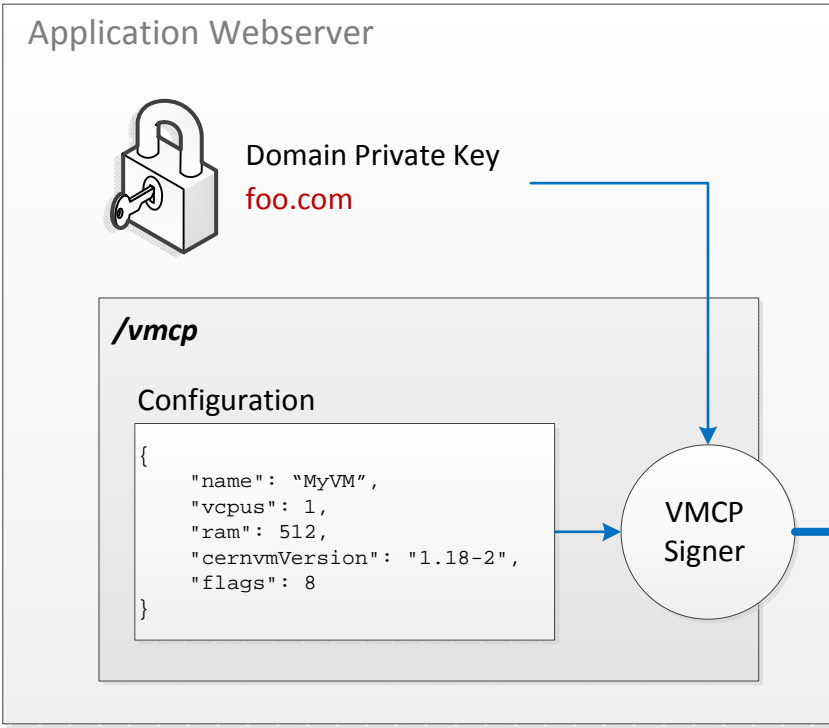 Application Webserver
Domain Private Key
foo.com
/vmcp
Configuration
{
"name": “MyVM”,
"vcpus": 1,
"ram": 512,
"cernvmVersion": "1.18-2",
"flags": 8
}
VMCP
Signer